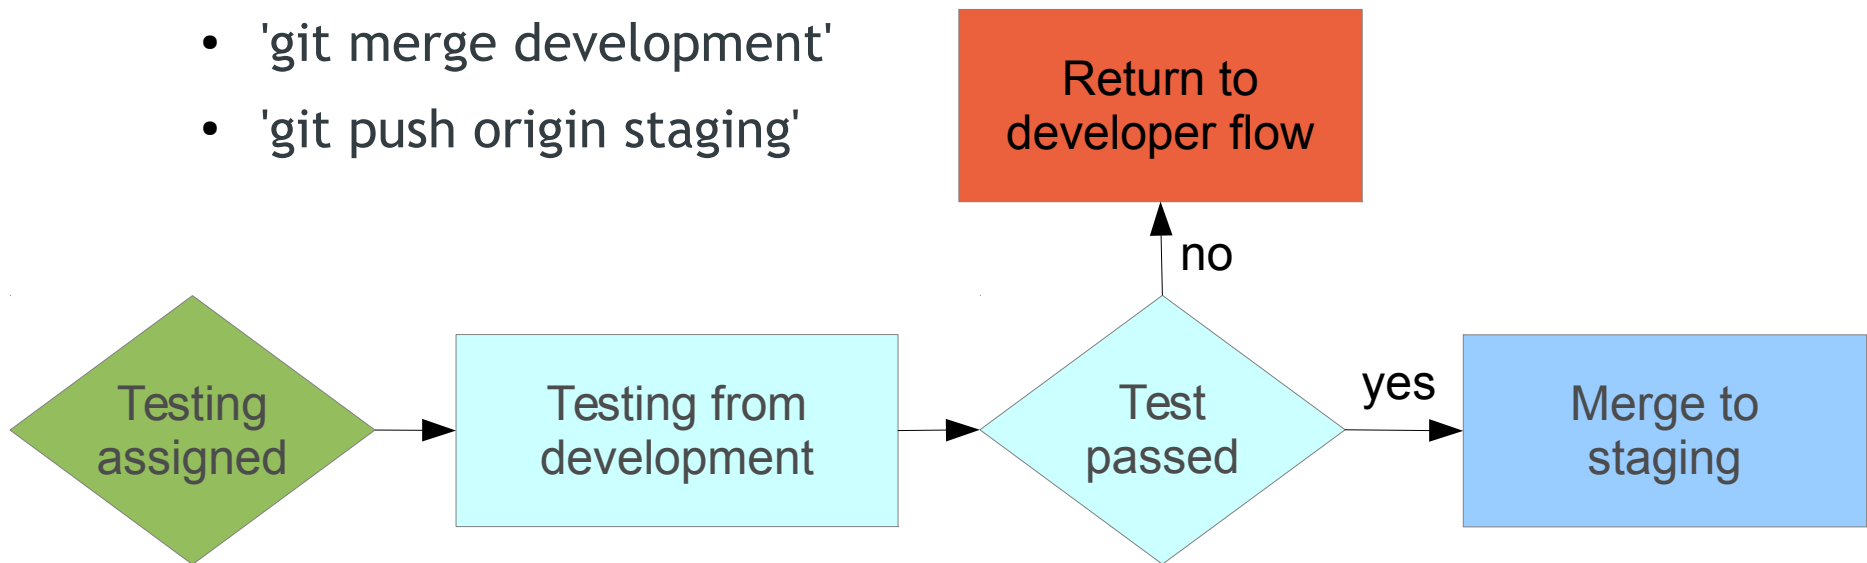 • 'git merge development'
• 'git push origin staging'
Return to
developer flow
no
Testing
assigned
Testing from
development
Test
passed
yes
Merge to
staging